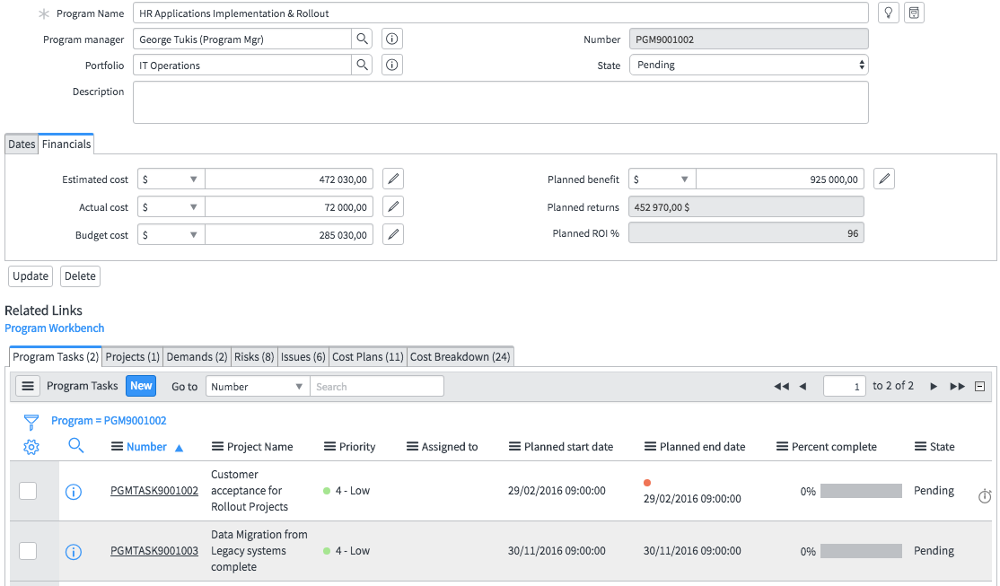 Program Name HR Applications Implementation & Rollout
Program manager George Tukis (Program Mgr) Number PGM9001002
Portfolio IT Operations State Pending
Description
Dates Financials
Estimated cost $ 472 030,00 Planned benefit $ 925 000,00
Actual cost $ 72 000,00 Planned returns 452 970,00 $
Budget cost $ 285 030,00 Planned ROI % 96
Update Delete
Related Links
Program Workbench
Program Tasks (2) Projects (1) Demands (2) Risks (8) Issues (6) Cost Plans (11) Cost Breakdown (24)
Program Tasks New Go to Number Search 1 to 2 of 2
Program = PGM9001002
Number Project Name Priority Assigned to Planned start date Planned end date Percent complete State
PGMTASK9001002 Customer acceptance for Rollout Projects 4 - Low 29/02/2016 09:00:00 29/02/2016 09:00:00 0% Pending
PGMTASK9001003 Data Migration from Legacy systems complete 4 - Low 30/11/2016 09:00:00 30/11/2016 09:00:00 0% Pending